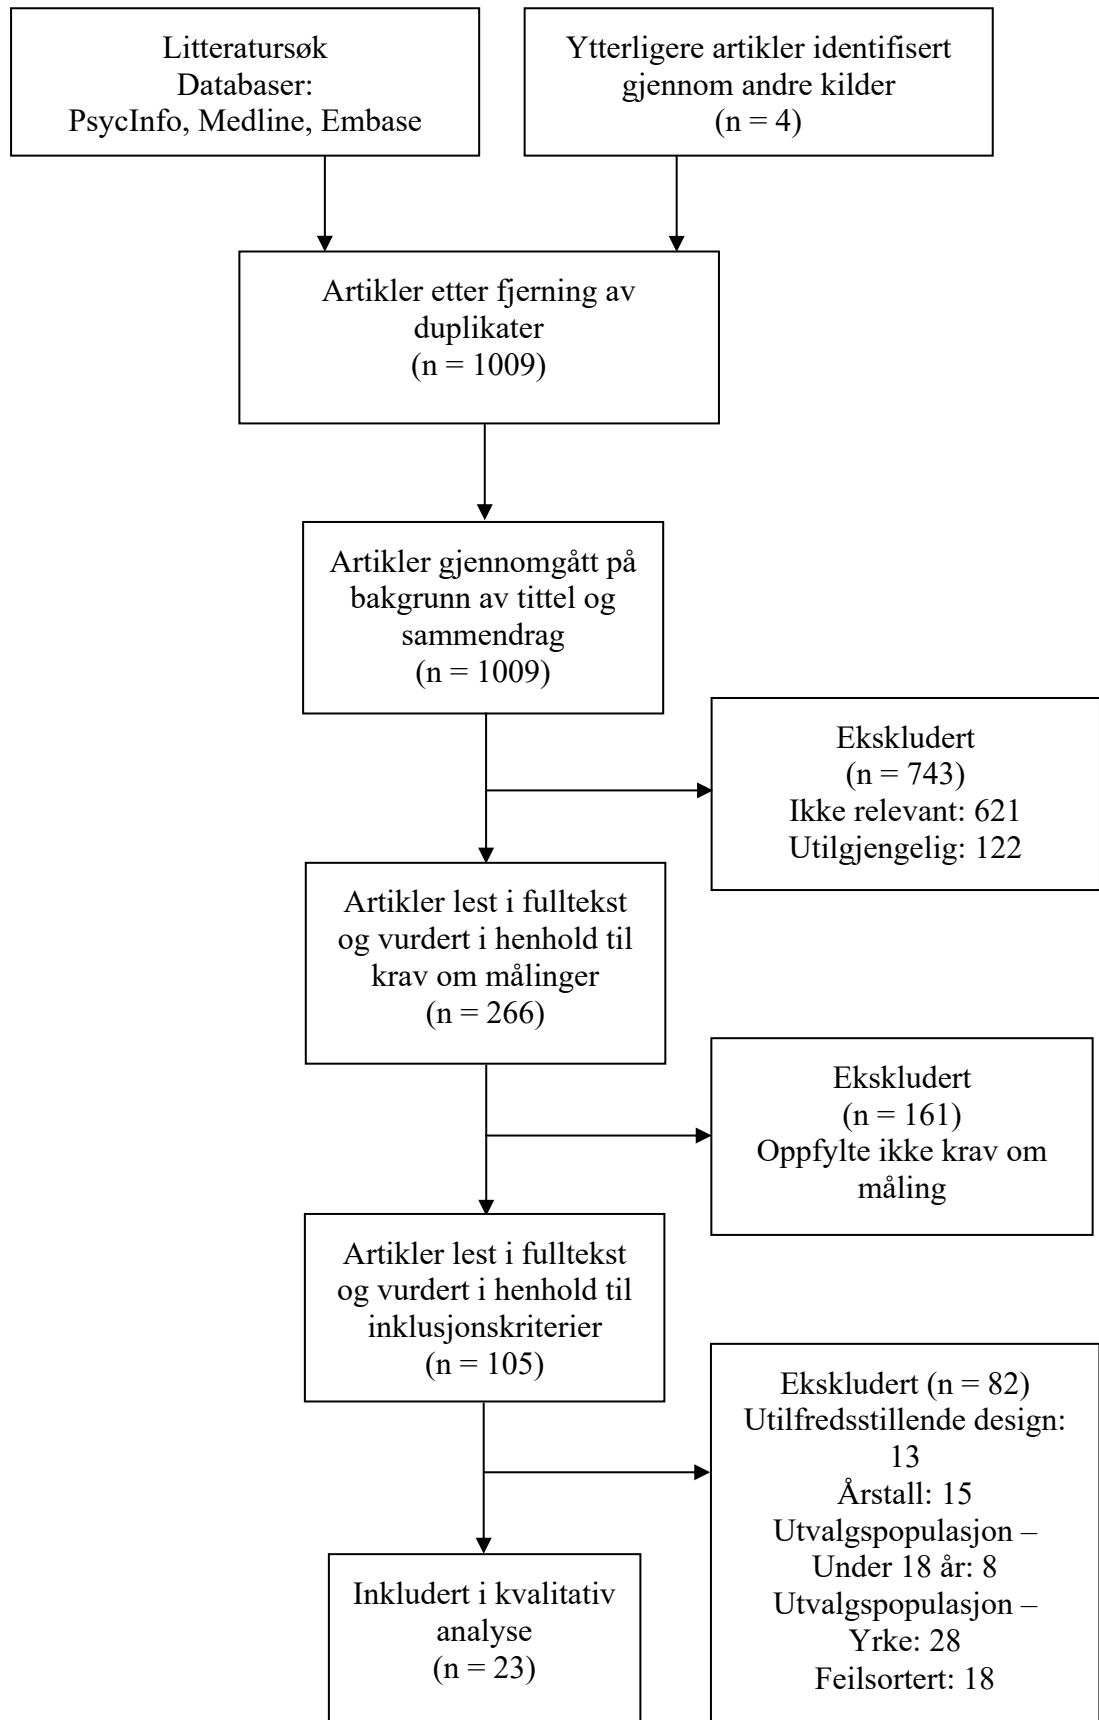 Litteratursøk
Databaser:
PsycInfo, Medline, Embase
Ytterligere artikler identifisert
gjennom andre kilder
(n = 4)
Artikler etter fjerning av
duplikater
(n = 1009)
Artikler gjennomgått på
bakgrunn av tittel og
sammendrag
(n = 1009)
Ekskludert
(n = 743)
Ikke relevant: 621
Utilgjengelig: 122
Artikler lest i fulltekst
og vurdert i henhold til
krav om målinger
(n = 266)
Ekskludert
(n = 161)
Oppfylte ikke krav om
måling
Artikler lest i fulltekst
og vurdert i henhold til
inklusjonskriterier
(n = 105)
Ekskludert (n = 82)
Utilfredsstillende design:
13
Årstall: 15
Utvalgspopulasjon –
Under 18 år: 8
Utvalgspopulasjon –
Yrke: 28
Feilsortert: 18
Inkludert i kvalitativ
analyse
(n = 23)